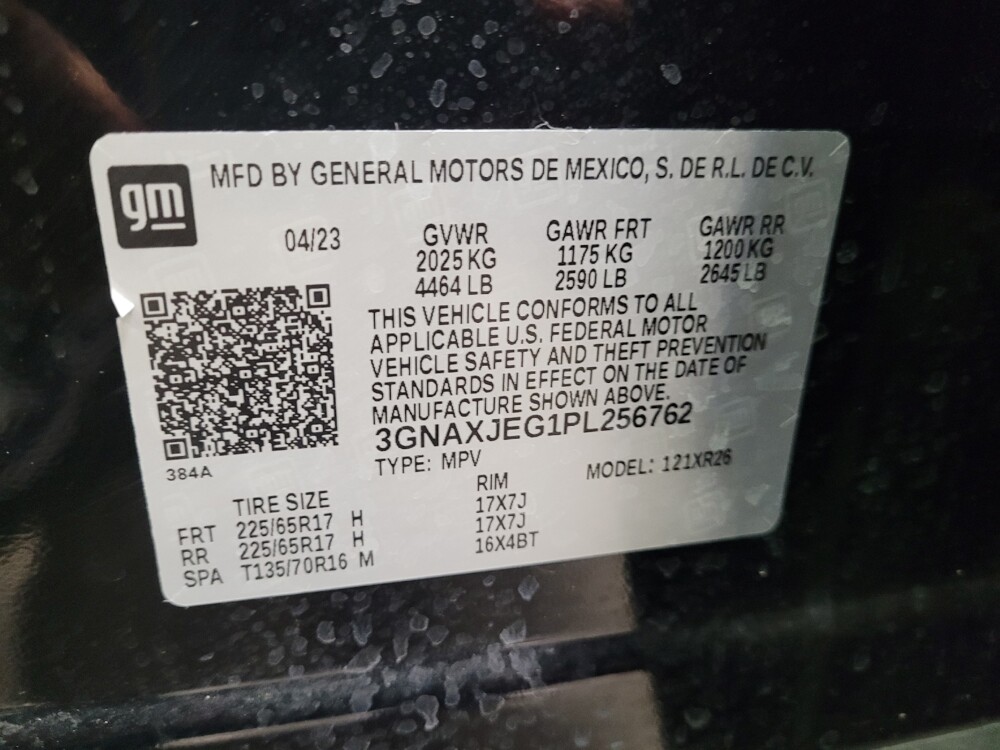 gm
MFD BY GENERAL MOTORS DE MEXICO, S. DE R.L. DE C.V.
04/23 GVWR GAWR FRT GAWR RR
2025 KG 1175 KG 1200 KG
4464 LB 2590 LB 2645 LB
THIS VEHICLE CONFORMS TO ALL
APPLICABLE U.S. FEDERAL MOTOR
VEHICLE SAFETY AND THEFT PREVENTION
STANDARDS IN EFFECT ON THE DATE OF
MANUFACTURE SHOWN ABOVE.
3GNAXJEG1PL256762
384A
TYPE: MPV MODEL: 121XR26
TIRE SIZE RIM
FRT 225/65R17 H 17X7J
RR 225/65R17 H 17X7J
SPA T135/70R16 M 16X4BT